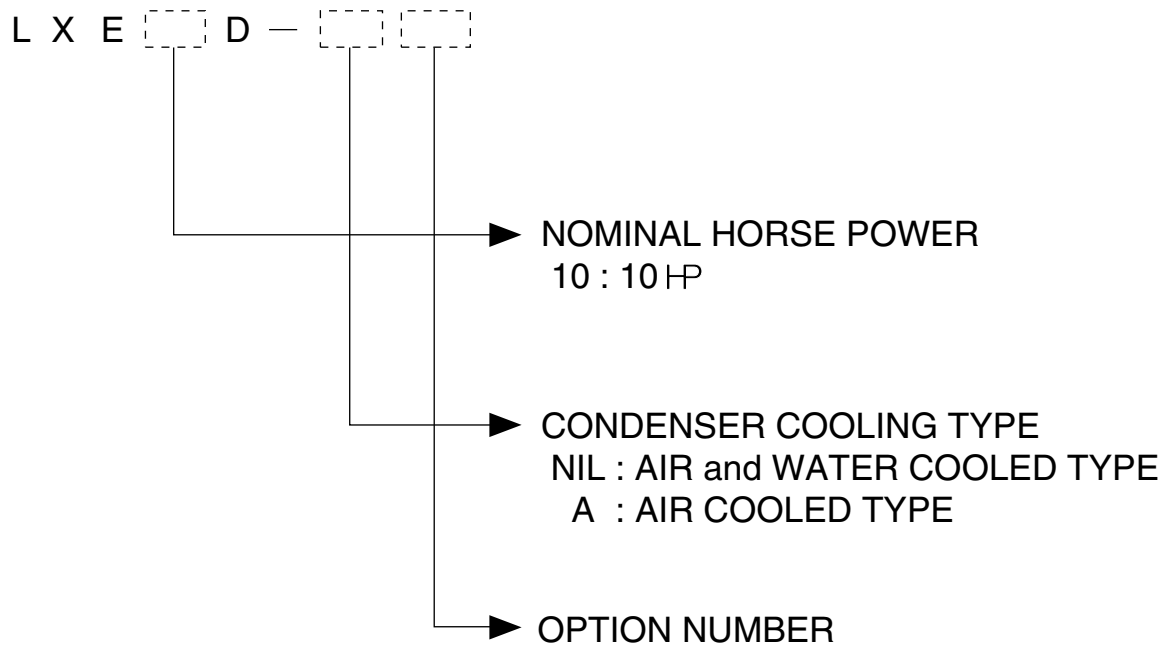 L X E D —
NOMINAL HORSE POWER
10 : 10 HP
CONDENSER COOLING TYPE
NIL : AIR and WATER COOLED TYPE
A : AIR COOLED TYPE
OPTION NUMBER